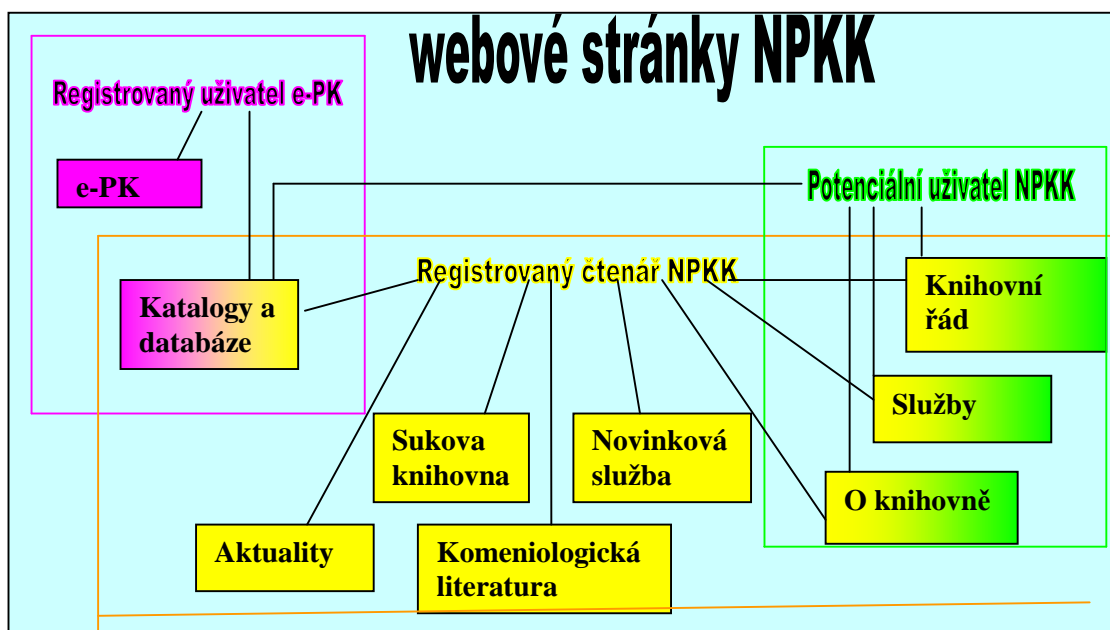 webové stránky NPKK
Registrovaný uživatel e-PK
e-PK
Potenciální uživatel NPKK
Registrovaný čtenář NPKK
Katalogy a
databáze
Knihovní
řád
Služby
Sukova
knihovna
Novinková
služba
O knihovně
Aktuality
Komeniologická
literatura